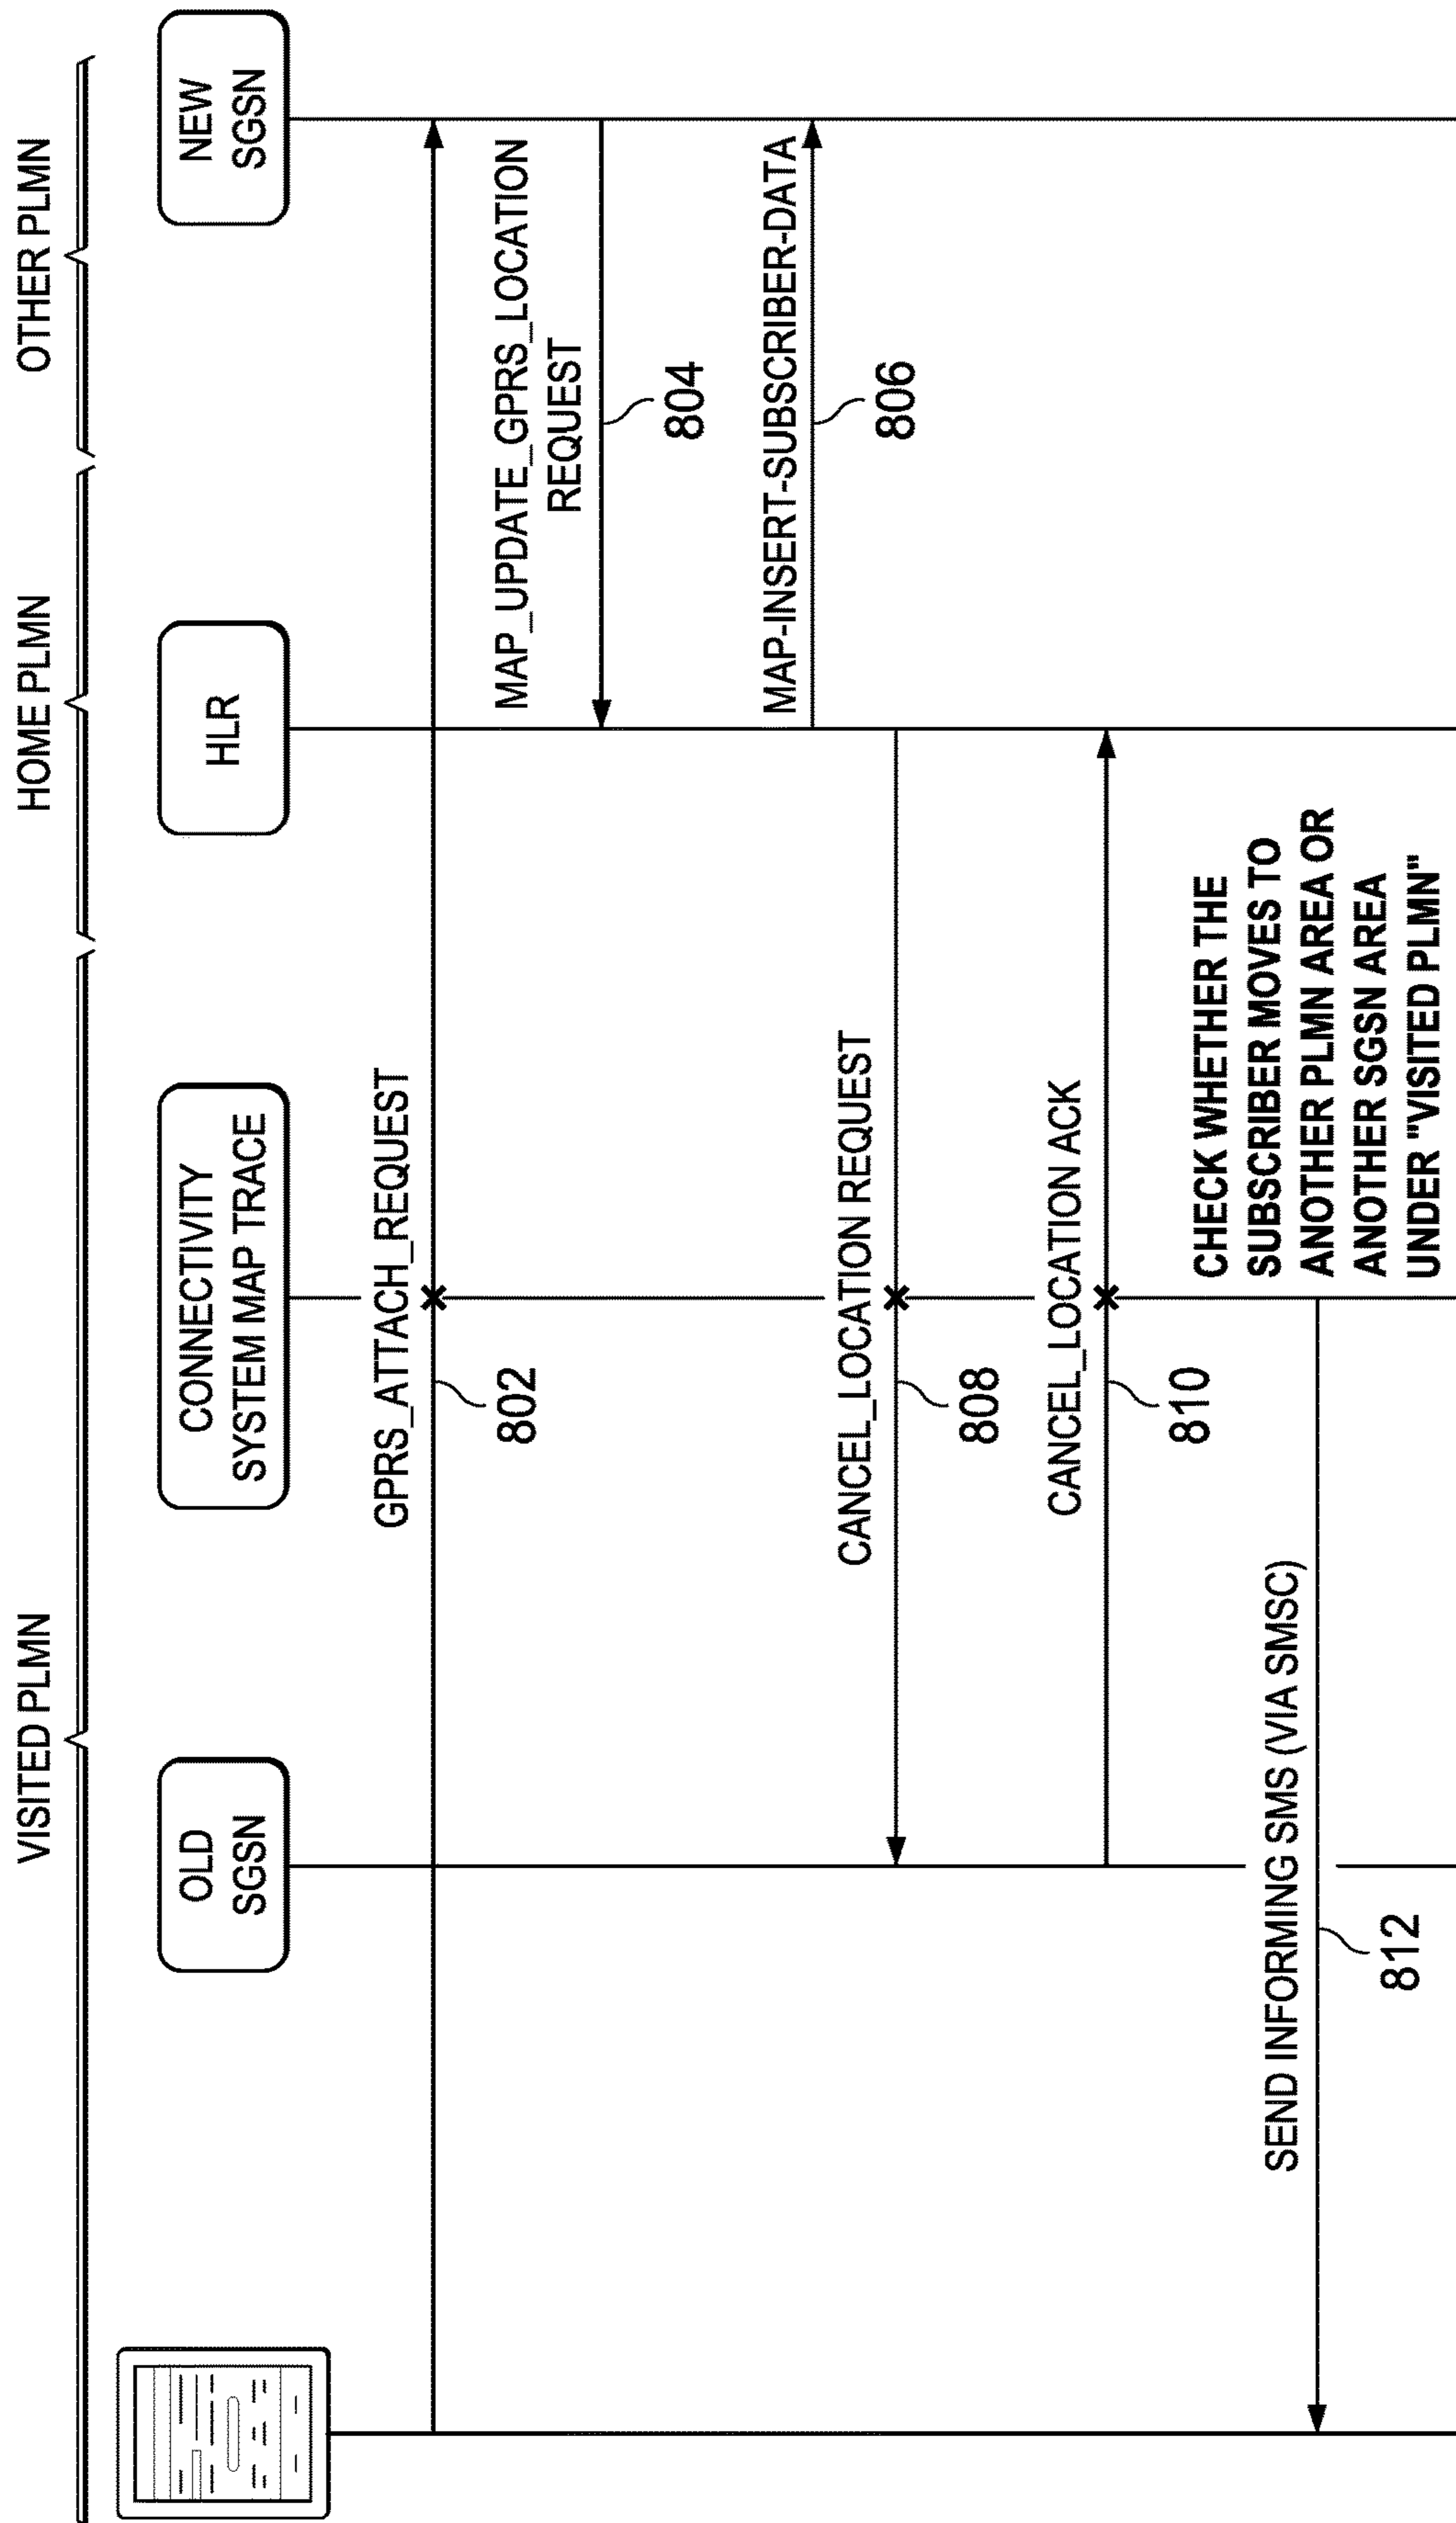 VISITED PLMN
HOME PLMN
OTHER PLMN
OLD
SGSN
CONNECTIVITY
SYSTEM MAP TRACE
HLR
NEW
SGSN
GPRS_ATTACH_REQUEST
802
MAP_UPDATE_GPRS_LOCATION
REQUEST
804
MAP-INSERT-SUBSCRIBER-DATA
806
CANCEL_LOCATION REQUEST
808
CANCEL_LOCATION ACK
810
CHECK WHETHER THE
SUBSCRIBER MOVES TO
ANOTHER PLMN AREA OR
ANOTHER SGSN AREA
UNDER "VISITED PLMN"
SEND INFORMING SMS (VIA SMSC)
812